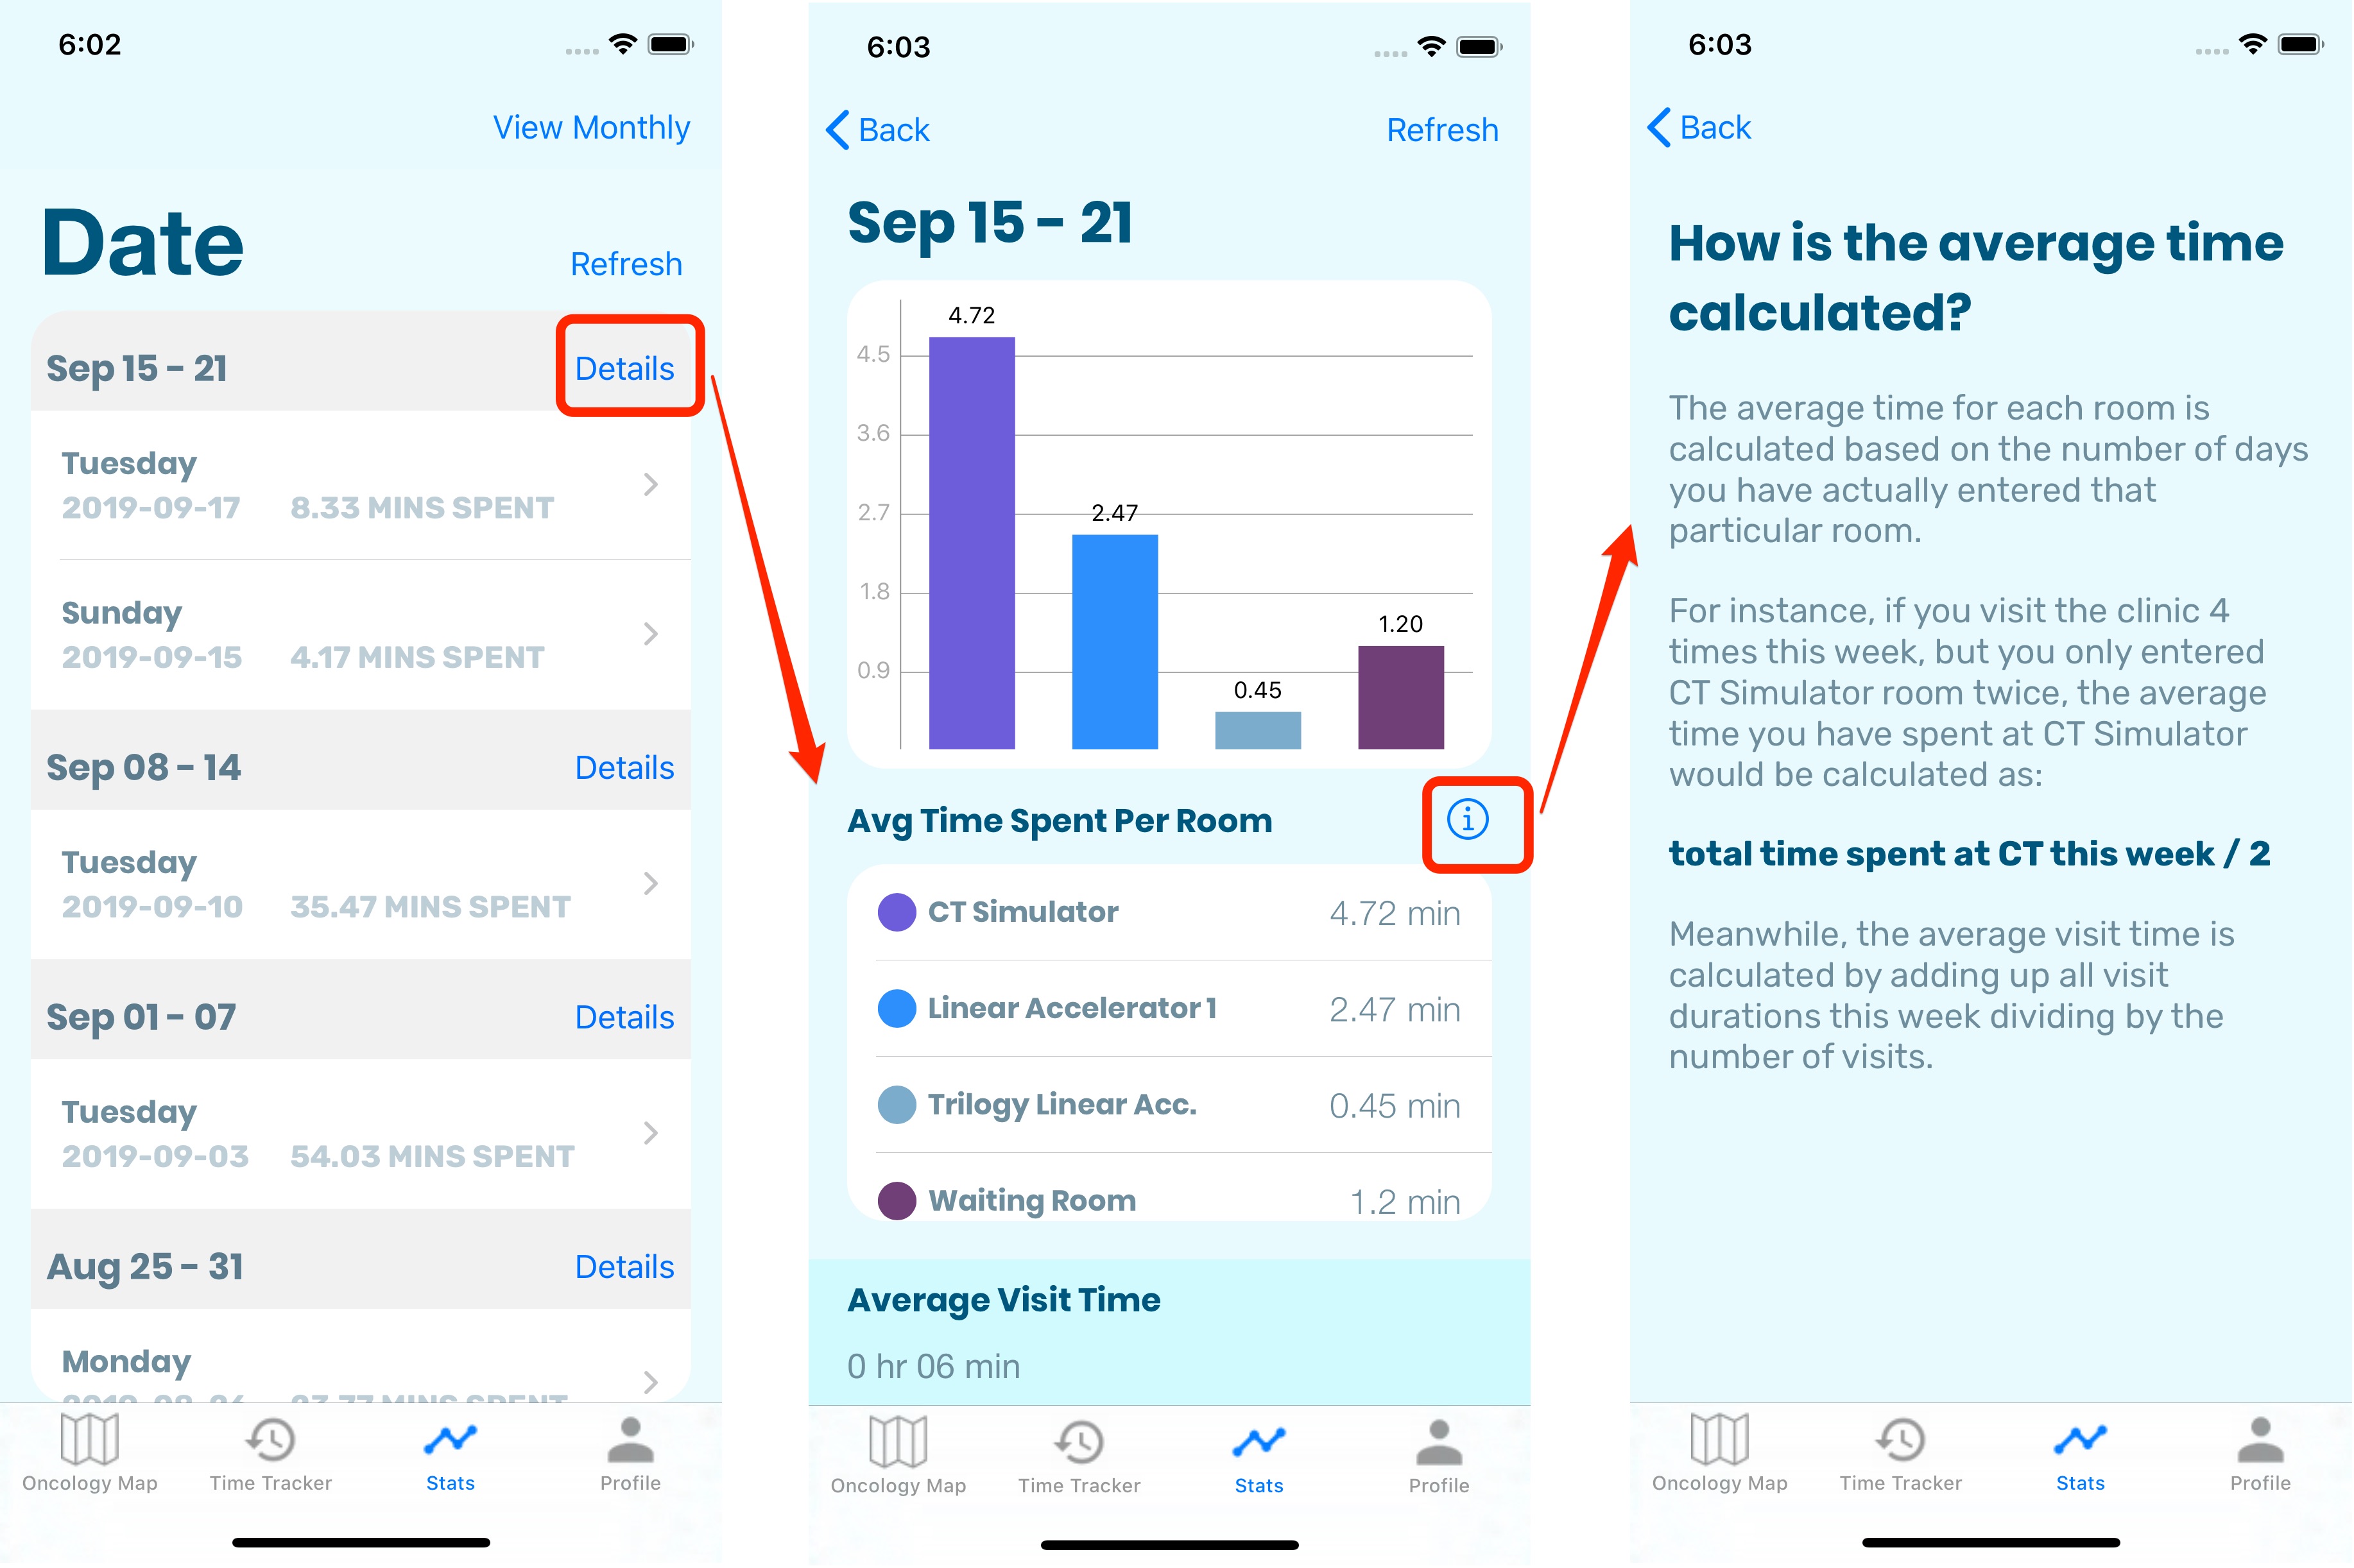 6:02
View Monthly
Date
Refresh
Sep 15 - 21
Details
Tuesday
2019-09-17 8.33 MINS SPENT
Sunday
2019-09-15 4.17 MINS SPENT
Sep 08 - 14
Details
Tuesday
2019-09-10 35.47 MINS SPENT
Sep 01 - 07
Details
Tuesday
2019-09-03 54.03 MINS SPENT
Aug 25 - 31
Details
Monday
Oncology Map
Time Tracker
Stats
Profile
6:03
Back
Refresh
Sep 15 - 21
4.72
4.5
3.6
2.47
2.7
1.8
1.20
0.9
0.45
Avg Time Spent Per Room
CT Simulator 4.72 min
Linear Accelerator 1 2.47 min
Trilogy Linear Acc. 0.45 min
Waiting Room 1.2 min
Average Visit Time
0 hr 06 min
Oncology Map
Time Tracker
Stats
Profile
6:03
Back
How is the average time
calculated?
The average time for each room is
calculated based on the number of days
you have actually entered that
particular room.
For instance, if you visit the clinic 4
times this week, but you only entered
CT Simulator room twice, the average
time you have spent at CT Simulator
would be calculated as:
total time spent at CT this week / 2
Meanwhile, the average visit time is
calculated by adding up all visit
durations this week dividing by the
number of visits.
Oncology Map
Time Tracker
Stats
Profile